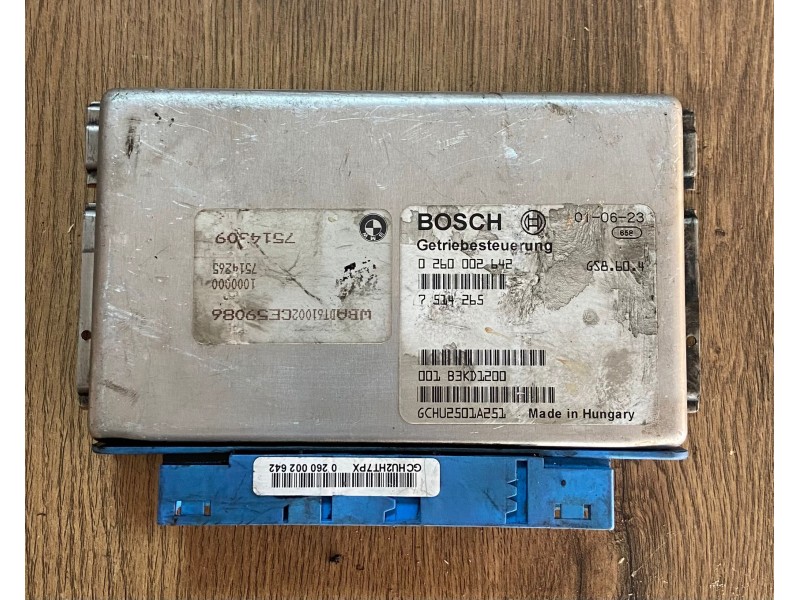 7514309
7514265
1000000
WBADT61002CE59086
BOSCH 01-06-23
658
Getriebesteuerung
0 260 002 642 GS8.60.4
7 514 265
001 B3KD1200
GCHU2501A251 Made in Hungary
GCHU2HT7PX 0 260 002 642